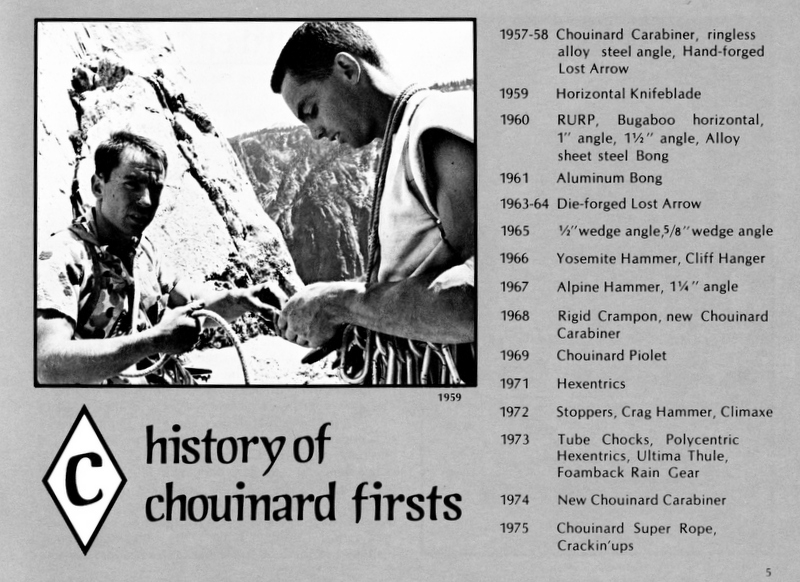 1957-58 Chouinard Carabiner, ringless
alloy steel angle, Hand-forged
Lost Arrow
1959 Horizontal Knifeblade
1960 RURP, Bugaboo horizontal,
1" angle, 1½" angle, Alloy
sheet steel Bong
1961 Aluminum Bong
1963-64 Die-forged Lost Arrow
1965 ½" wedge angle, 5/8" wedge angle
1966 Yosemite Hammer, Cliff Hanger
1967 Alpine Hammer, 1¼" angle
1968 Rigid Crampon, new Chouinard
Carabiner
1969 Chouinard Piolet
1971 Hexentrics
1972 Stoppers, Crag Hammer, Climaxe
1973 Tube Chocks, Polycentric
Hexentrics, Ultima Thule,
Foamback Rain Gear
1974 New Chouinard Carabiner
1975 Chouinard Super Rope,
Crackin'ups
1959
C
history of
chouinard firsts
5